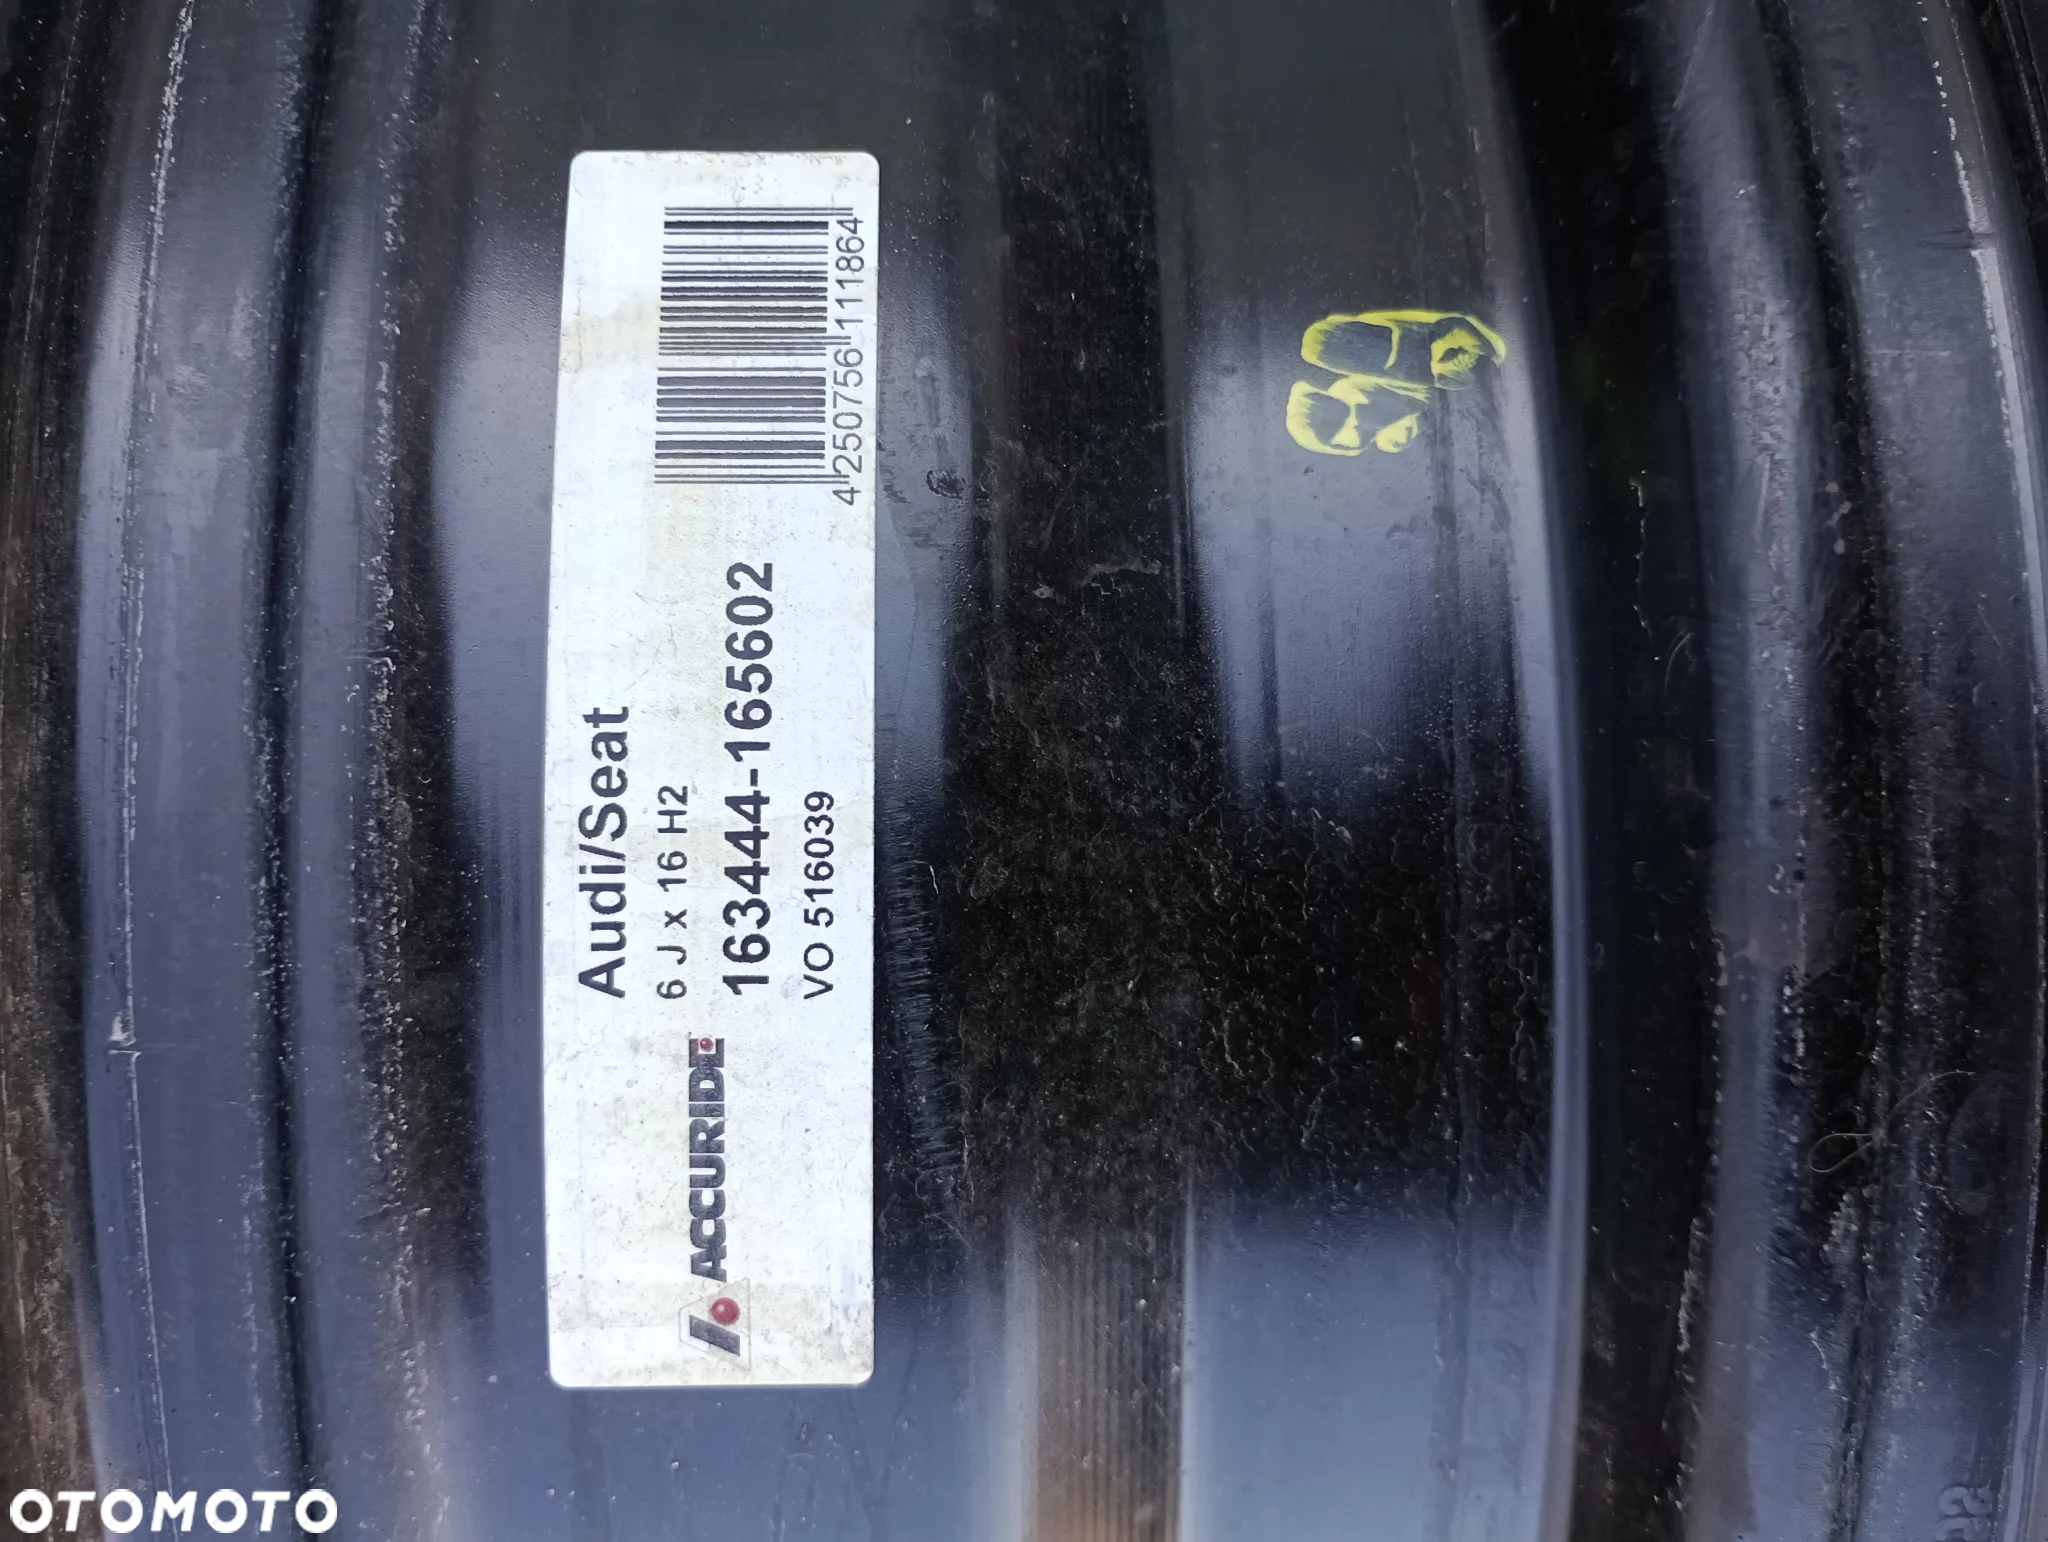 Audi/Seat
6 J x 16 H2
163444-165602
VO 516039
4 250756 111864
ACCURIDE
OTOMOTO